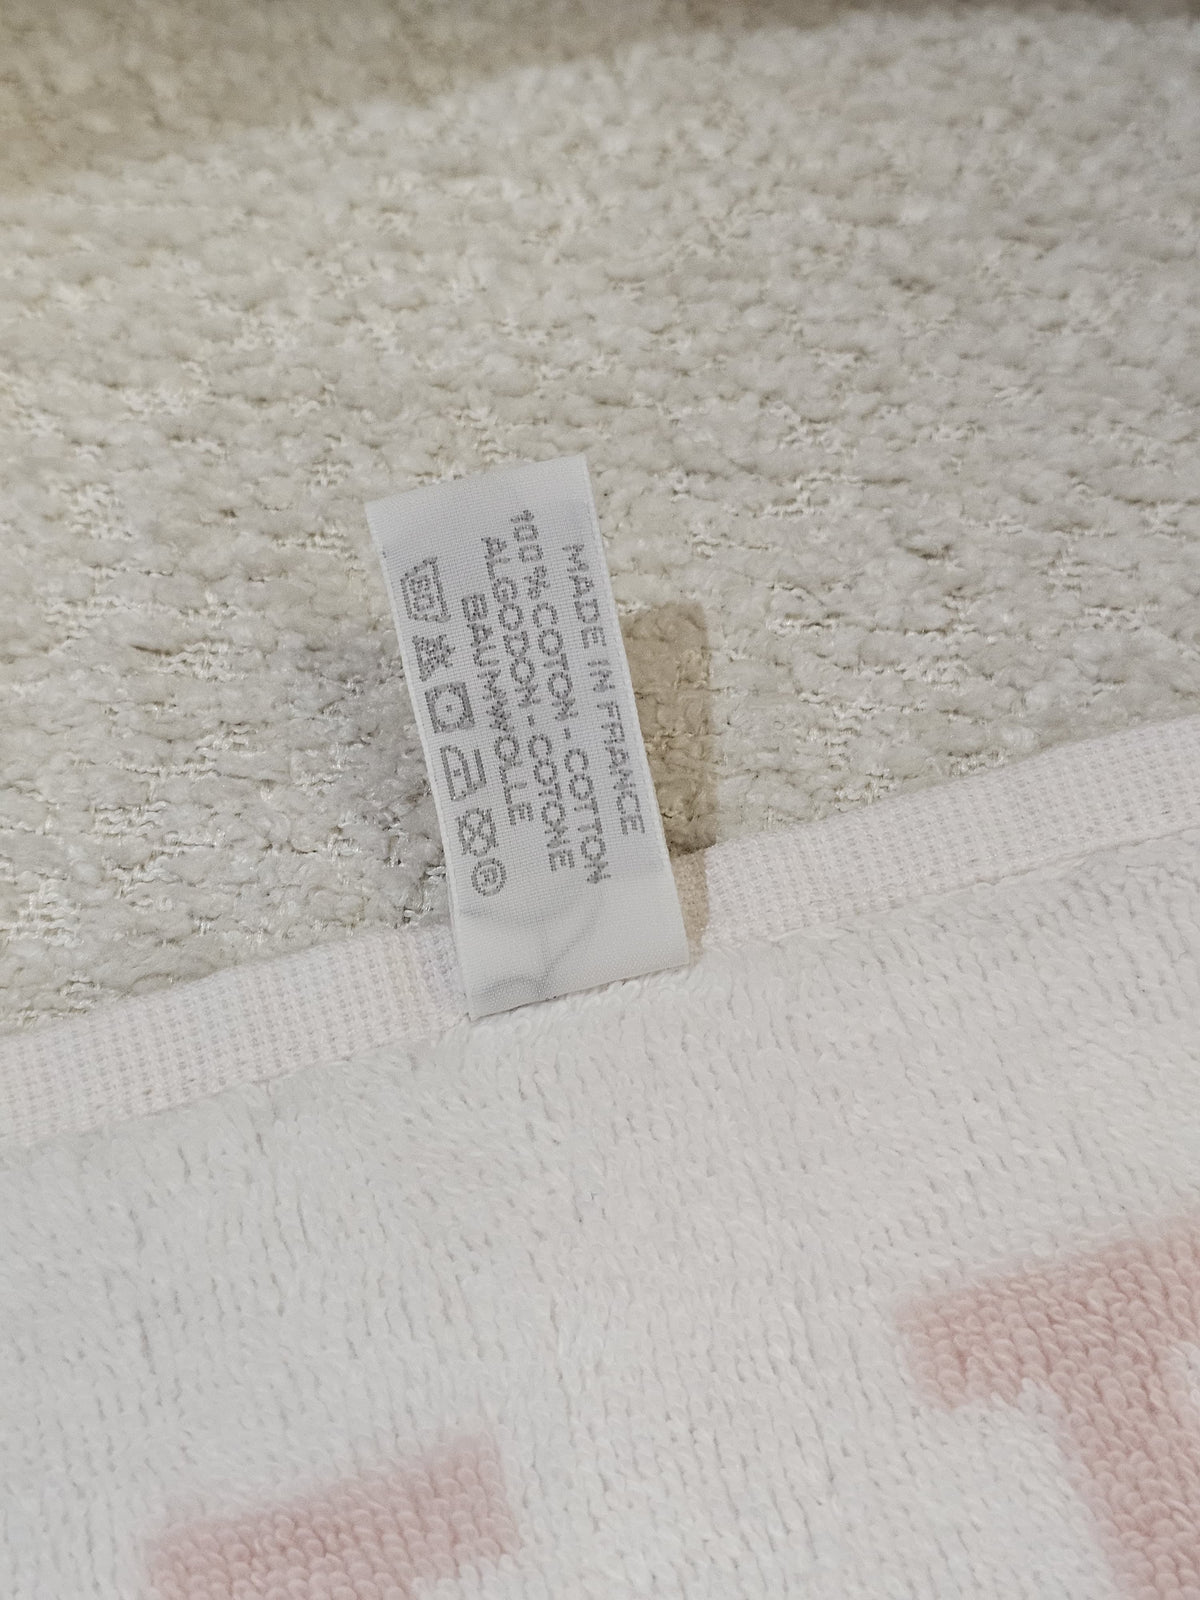 MADE IN FRANCE
100% COTON - COTTON
ALGODON - COTONE
BAUMWOLLE